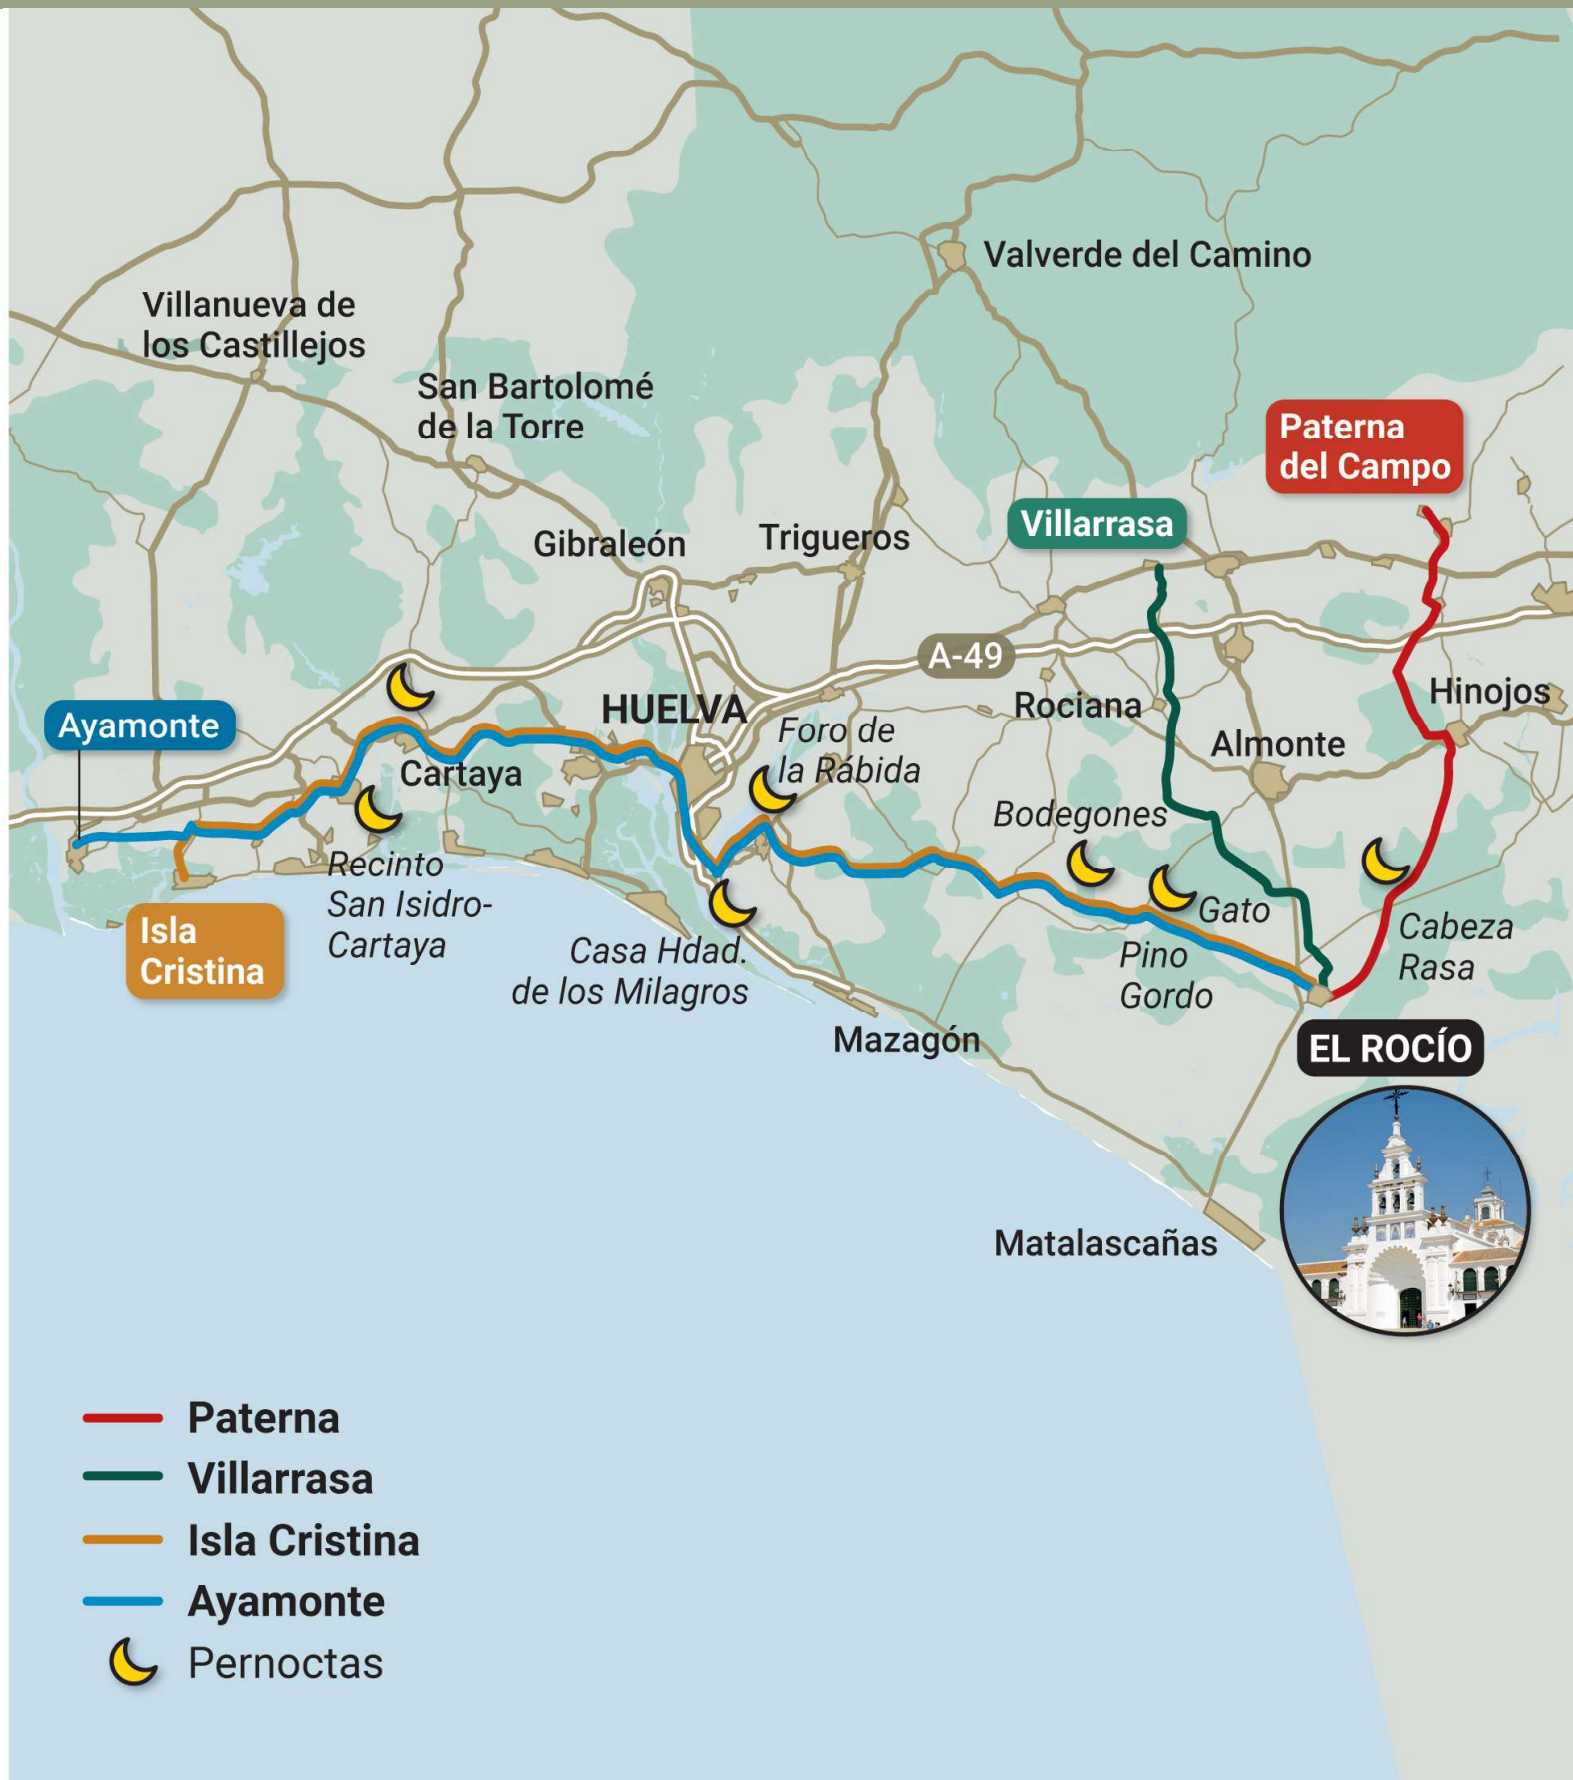 Valverde del Camino
Villanueva de
los Castillejos
San Bartolomé
de la Torre
Paterna
del Campo
Villarrasa
Gibraleón
Trigueros
A-49
Ayamonte
HUELVA
Rociana
Hinojos
Foro de
la Rábida
Almonte
Cartaya
Bodegones
Recinto
San Isidro-
Cartaya
Gato
Cabeza
Rasa
Isla
Cristina
Casa Hdad.
de los Milagros
Pino
Gordo
Mazagón
EL ROCÍO
Matalascañas
Paterna
Villarrasa
Isla Cristina
Ayamonte
Pernoctas